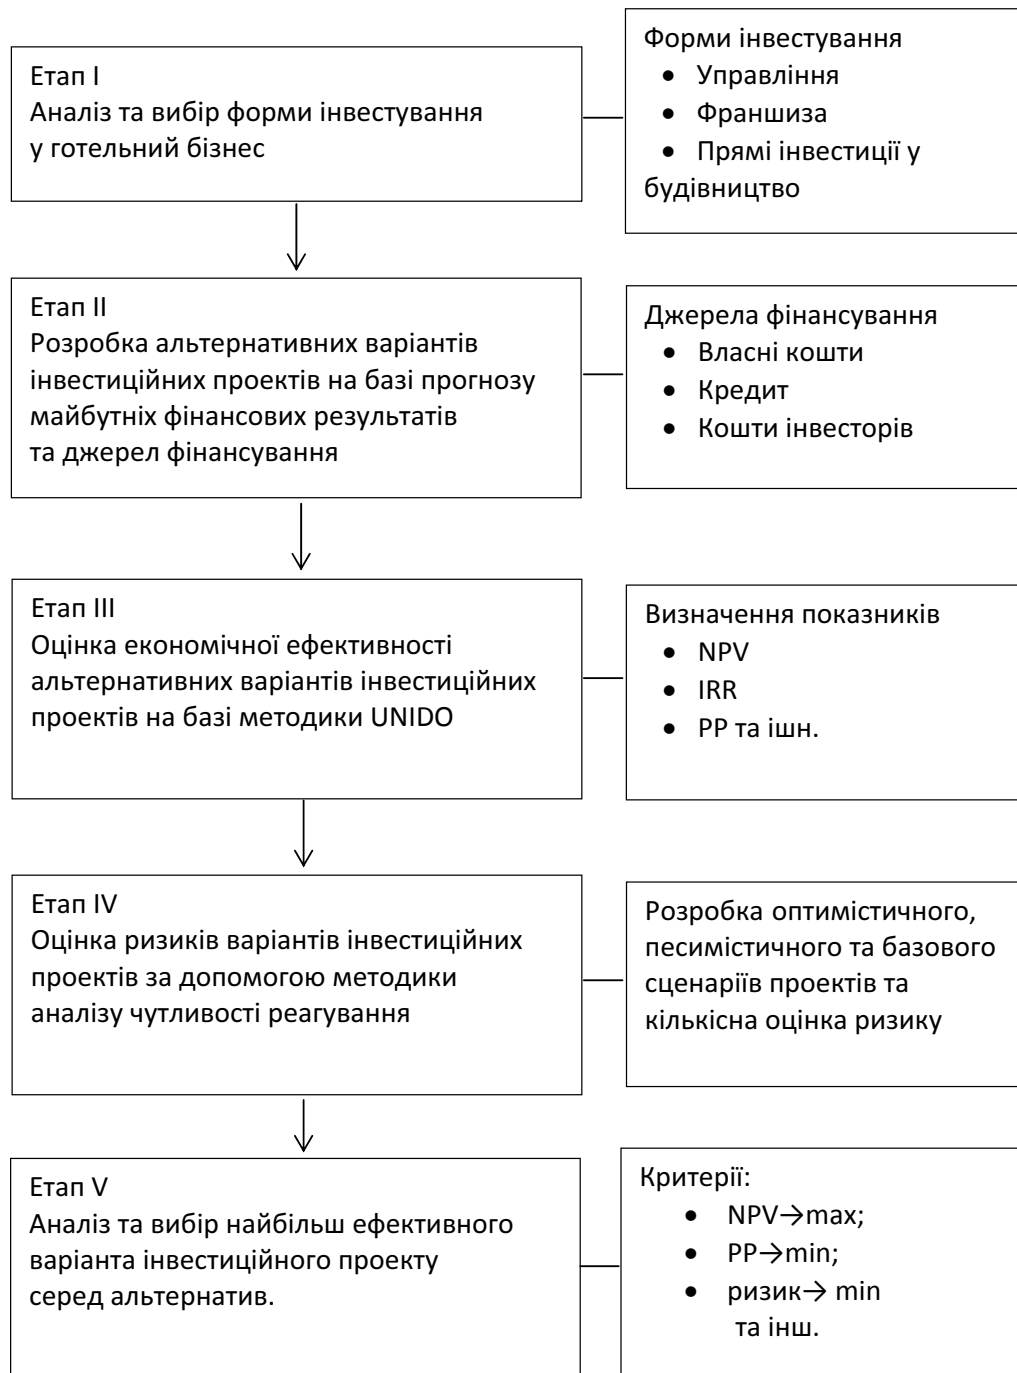 Етап I
Аналіз та вибір форми інвестування
у готельний бізнес
Форми інвестування
• Управління
• Франшиза
• Прямі інвестиції у
будівництво
Етап II
Розробка альтернативних варіантів
інвестиційних проектів на базі прогнозу
майбутніх фінансових результатів
та джерел фінансування
Джерела фінансування
• Власні кошти
• Кредит
• Кошти інвесторів
Етап III
Оцінка економічної ефективності
альтернативних варіантів інвестиційних
проектів на базі методики UNIDO
Визначення показників
• NPV
• IRR
• PP та ішн.
Етап IV
Оцінка ризиків варіантів інвестиційних
проектів за допомогою методики
аналізу чутливості реагування
Розробка оптимістичного,
песимістичного та базового
сценаріїв проектів та
кількісна оцінка ризику
Етап V
Аналіз та вибір найбільш ефективного
варіанта інвестиційного проекту
серед альтернатив.
Критерії:
• NPV→max;
• PP→min;
• ризик→ min
та інш.